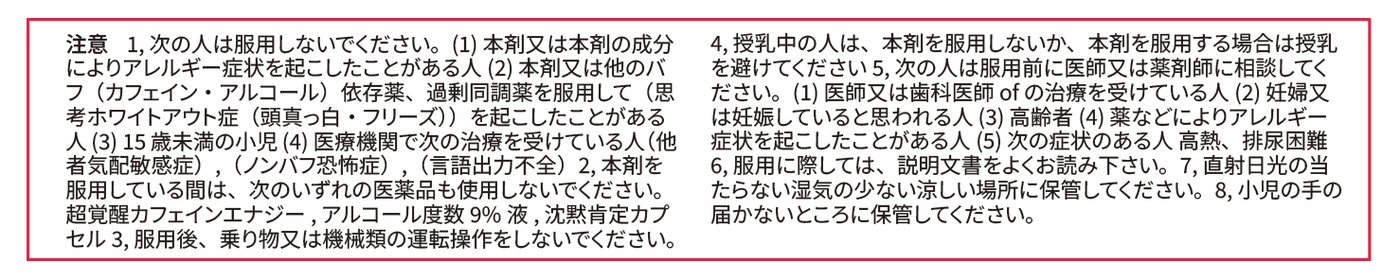 注意　1, 次の人は服用しないでください。(1) 本剤又は本剤の成分
によりアレルギー症状を起こしたことがある人 (2) 本剤又は他のバ
フ（カフェイン・アルコール）依存薬、過剰同調薬を服用して（思
考ホワイトアウト症（頭真っ白・フリーズ））を起こしたことがある
人 (3) 15 歳未満の小児 (4) 医療機関で次の治療を受けている人（他
者気配敏感症）,（ノンバフ恐怖症）,（言語出力不全）2, 本剤を
服用している間は、次のいずれの医薬品も使用しないでください。
超覚醒カフェインエナジー , アルコール度数 9% 液 , 沈黙肯定カプ
セル 3, 服用後、乗り物又は機械類の運転操作をしないでください。
4, 授乳中の人は、本剤を服用しないか、本剤を服用する場合は授乳
を避けてください 5, 次の人は服用前に医師又は薬剤師に相談してく
ださい。(1) 医師又は歯科医師 of の治療を受けている人 (2) 妊婦又
は妊娠していると思われる人 (3) 高齢者 (4) 薬などによりアレルギー
症状を起こしたことがある人 (5) 次の症状のある人 高熱、排尿困難
6, 服用に際しては、説明文書をよくお読み下さい。7, 直射日光の当
たらない湿気の少ない涼しい場所に保管してください。8, 小児の手の
届かないところに保管してください。